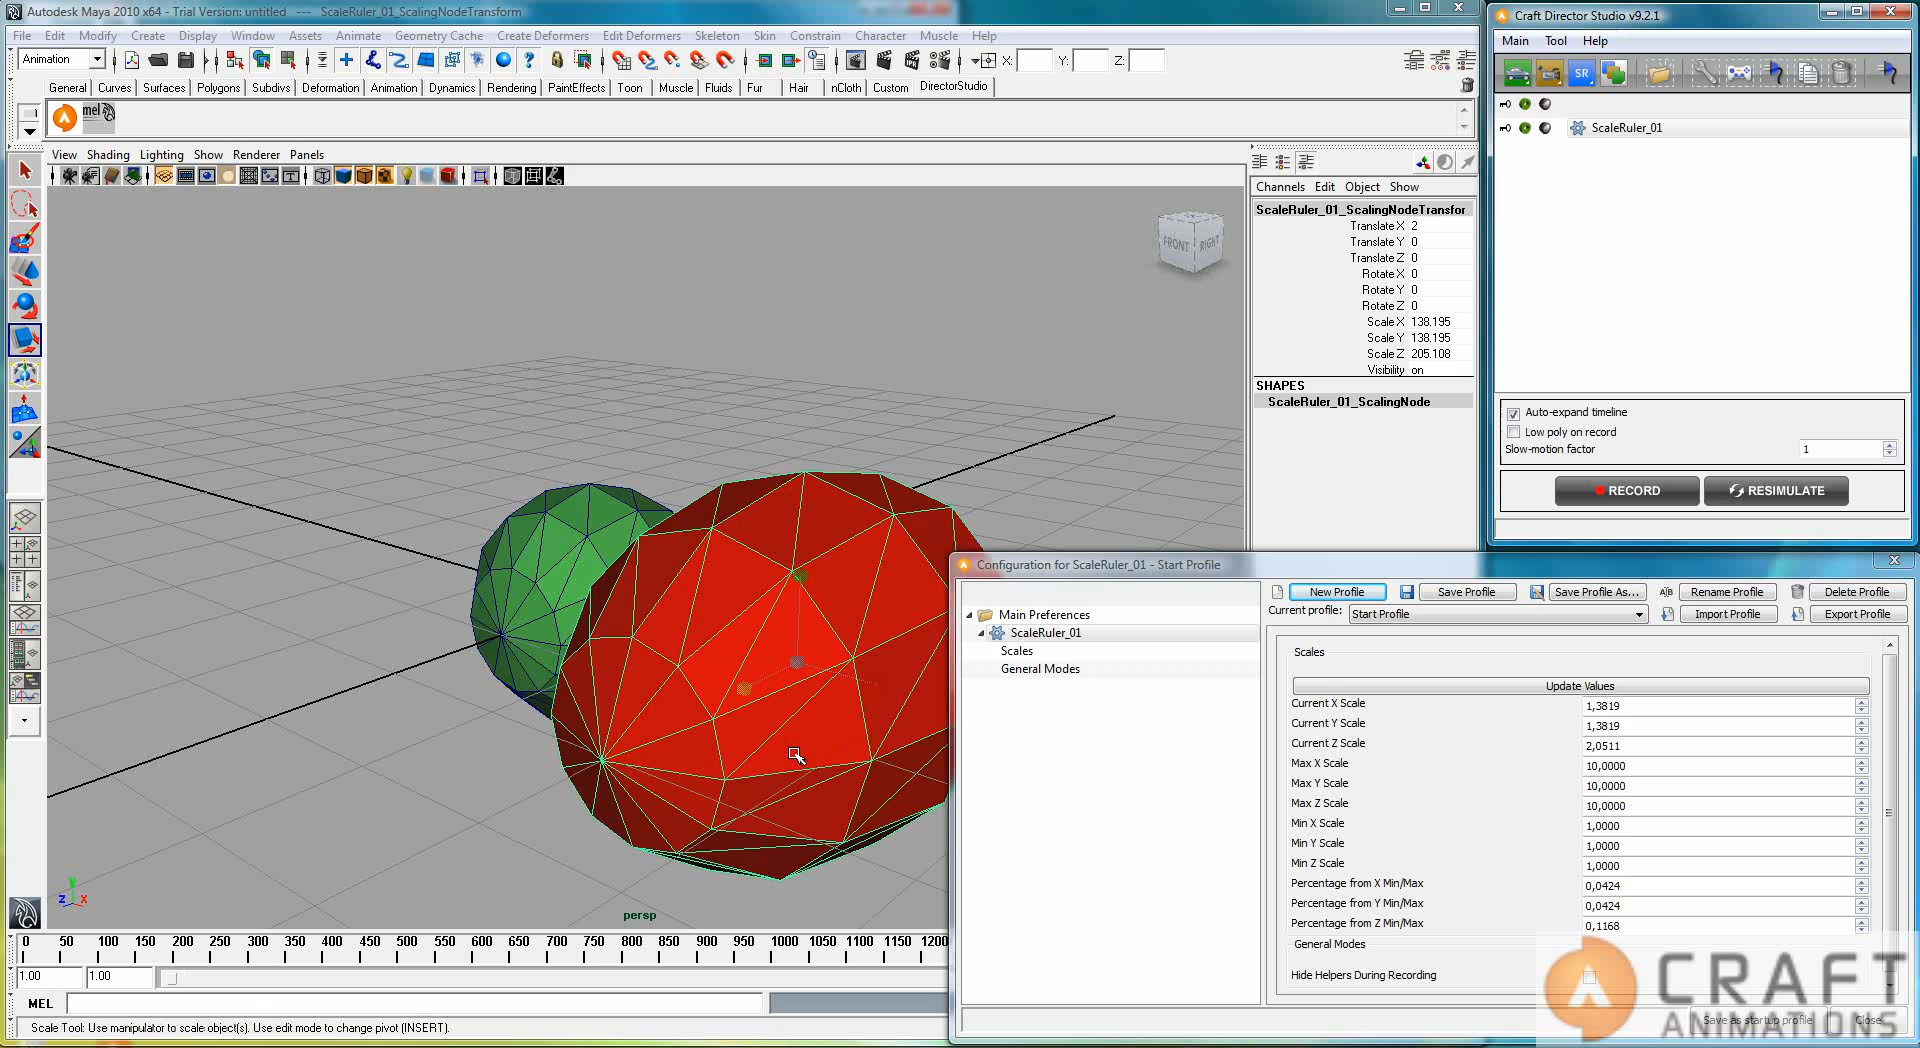 Autodesk Maya 2010 x64 - Trial Version: untitled --- ScaleRuler_01_ScalingNodeTransform
File Edit Modify Create Display Window Assets Animate Geometry Cache Create Deformers Edit Deformers Skeleton Skin Constrain Character Muscle Help
Animation X: Y: Z:
General Curves Surfaces Polygons Subdivs Deformation Animation Dynamics Rendering PaintEffects Toon Muscle Fluids Fur Hair nCloth Custom DirectorStudio
mel
View Shading Lighting Show Renderer Panels
FRONT RIGHT
persp
y
z x
Channels Edit Object Show
ScaleRuler_01_ScalingNodeTransfor
Translate X 2
Translate Y 0
Translate Z 0
Rotate X 0
Rotate Y 0
Rotate Z 0
Scale X 138.195
Scale Y 138.195
Scale Z 205.108
Visibility on
SHAPES
ScaleRuler_01_ScalingNode
0 50 100 150 200 250 300 350 400 450 500 550 600 650 700 750 800 850 900 950 1000 1050 1100 1150 1200
1.00 1.00
MEL
Scale Tool: Use manipulator to scale object(s). Use edit mode to change pivot (INSERT).
Craft Director Studio v9.2.1
Main Tool Help
SR
ScaleRuler_01
Auto-expand timeline
Low poly on record
Slow-motion factor 1
RECORD RESIMULATE
Configuration for ScaleRuler_01 - Start Profile
Main Preferences
ScaleRuler_01
Scales
General Modes
New Profile Save Profile Save Profile As... Rename Profile Delete Profile
Current profile: Start Profile Import Profile Export Profile
Scales
Update Values
Current X Scale 1,3819
Current Y Scale 1,3819
Current Z Scale 2,0511
Max X Scale 10,0000
Max Y Scale 10,0000
Max Z Scale 10,0000
Min X Scale 1,0000
Min Y Scale 1,0000
Min Z Scale 1,0000
Percentage from X Min/Max 0,0424
Percentage from Y Min/Max 0,0424
Percentage from Z Min/Max 0,1168
General Modes
Hide Helpers During Recording
Save as startup profile Close
CRAFT
ANIMATIONS